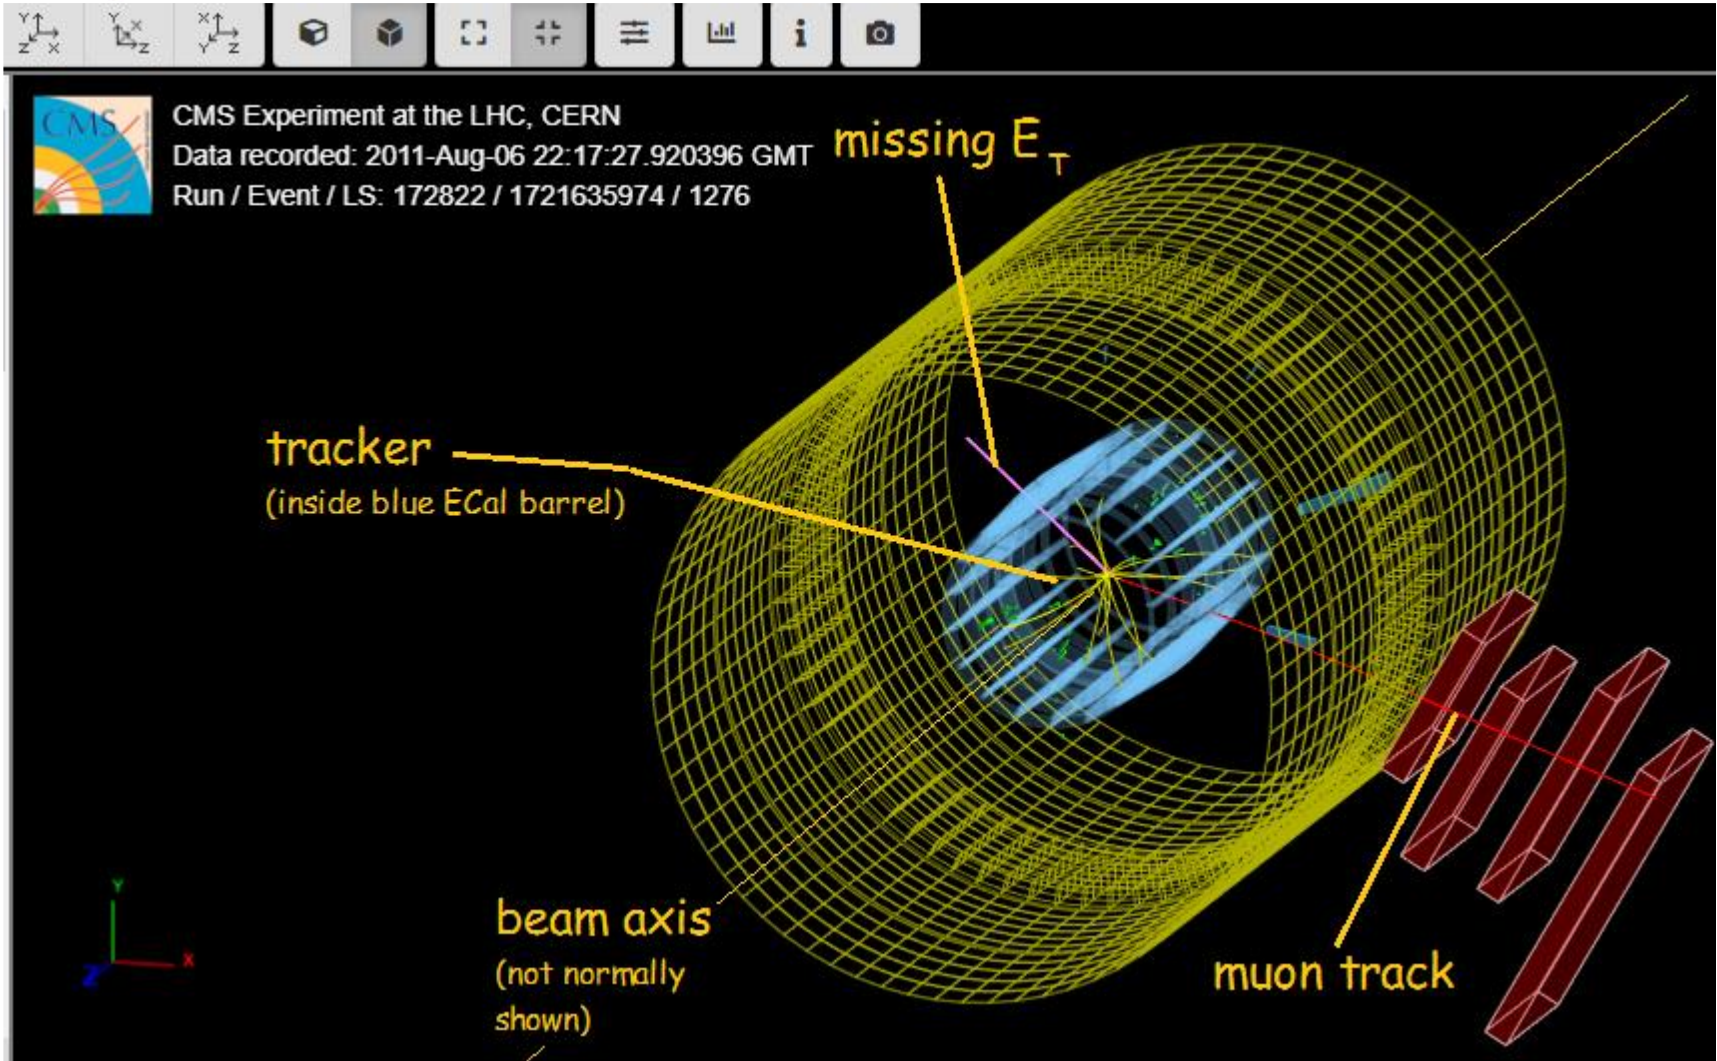 Y X Z
Y X Z
X Y Z
CMS
CMS Experiment at the LHC, CERN
Data recorded: 2011-Aug-06 22:17:27.920396 GMT
Run / Event / LS: 172822 / 1721635974 / 1276
missing E T
tracker
(inside blue ECal barrel)
beam axis
(not normally
shown)
muon track
Y
X
Z